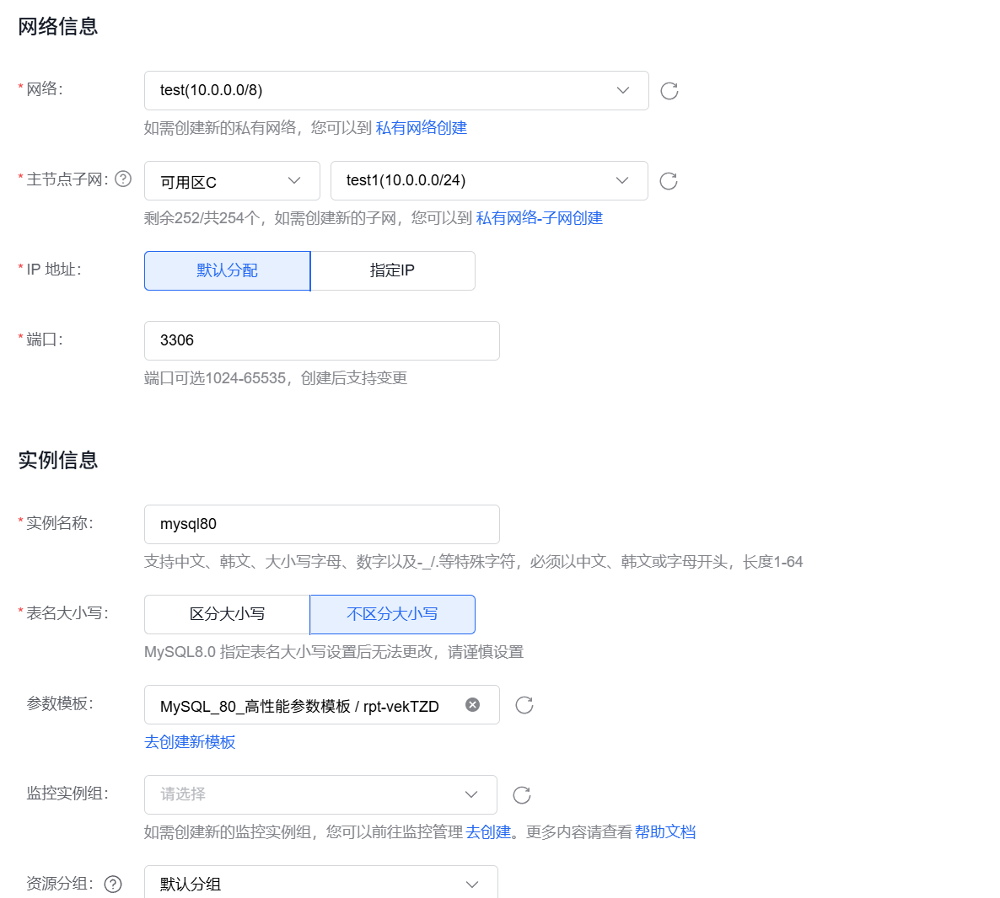 网络信息
* 网络：
test(10.0.0.0/8)
如需创建新的私有网络，您可以到 私有网络创建
* 主节点子网：
可用区C
test1(10.0.0.0/24)
剩余252/共254个，如需创建新的子网，您可以到 私有网络-子网创建
* IP 地址：
默认分配
指定IP
* 端口：
3306
端口可选1024-65535，创建后支持变更
实例信息
* 实例名称：
mysql80
支持中文、韩文、大小写字母、数字以及-_/.等特殊字符，必须以中文、韩文或字母开头，长度1-64
* 表名大小写：
区分大小写
不区分大小写
MySQL8.0 指定表名大小写设置后无法更改，请谨慎设置
参数模板：
MySQL_80_高性能参数模板 / rpt-vekTZD
去创建新模板
监控实例组：
请选择
如需创建新的监控实例组，您可以前往监控管理 去创建。更多内容请查看 帮助文档
资源分组：
默认分组